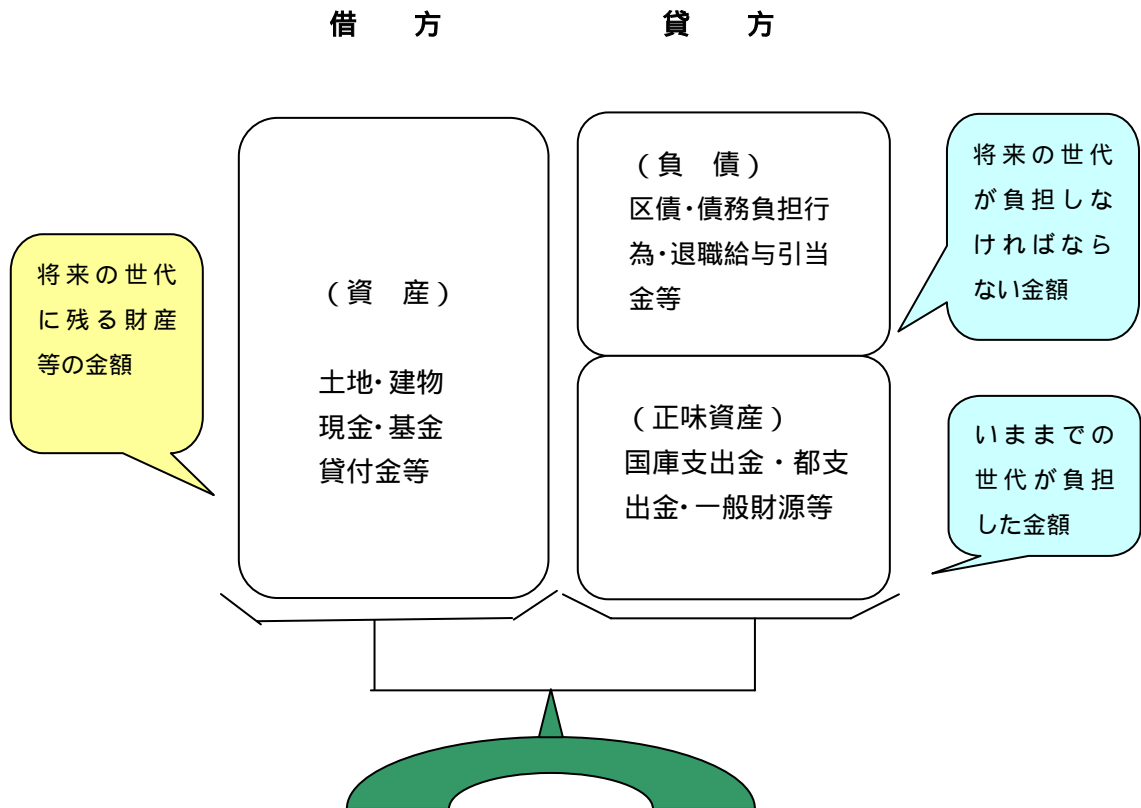 借　方
貸　方
将来の世代
に残る財産
等の金額
（資　産）
土地・建物
現金・基金
貸付金等
（負　債）
区債・債務負担行
為・退職給与引当
金等
将来の世代
が負担しな
ければなら
ない金額
（正味資産）
国庫支出金・都支
出金・一般財源等
いままでの
世代が負担
した金額